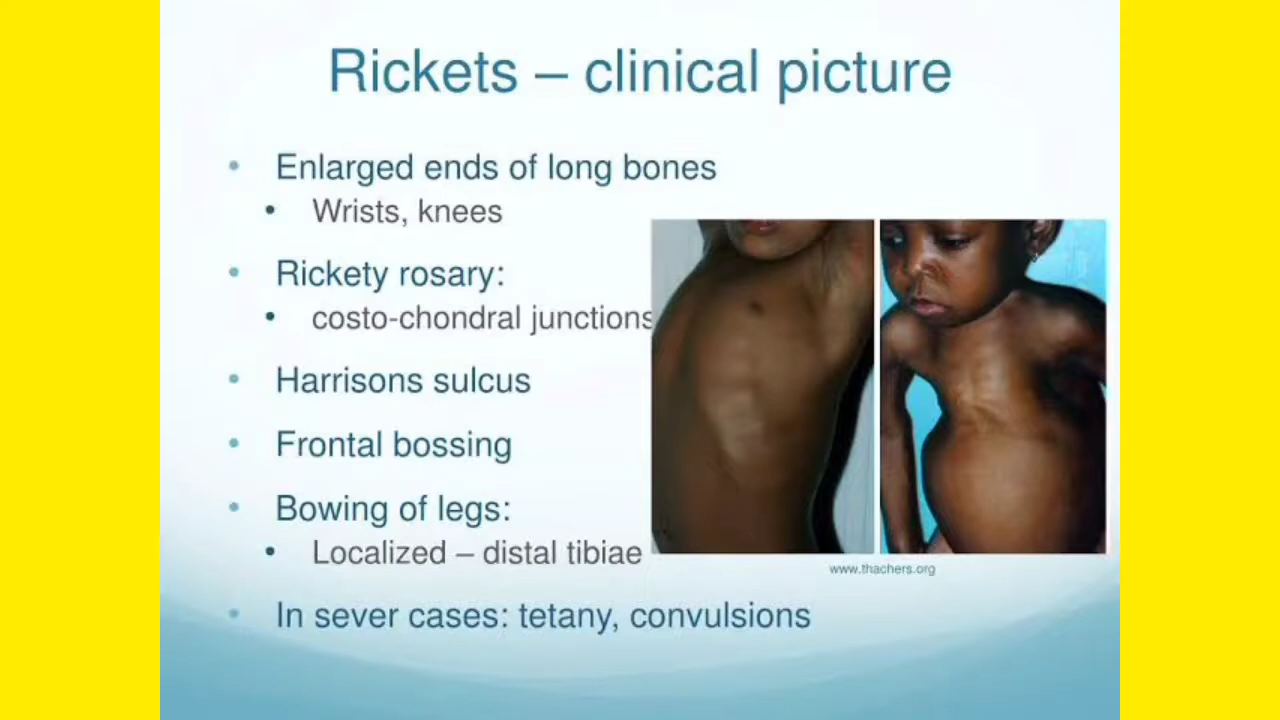 Rickets – clinical picture
• Enlarged ends of long bones
• Wrists, knees
• Rickety rosary:
• costo-chondral junctions
• Harrisons sulcus
• Frontal bossing
• Bowing of legs:
• Localized – distal tibiae
www.thachers.org
• In sever cases: tetany, convulsions